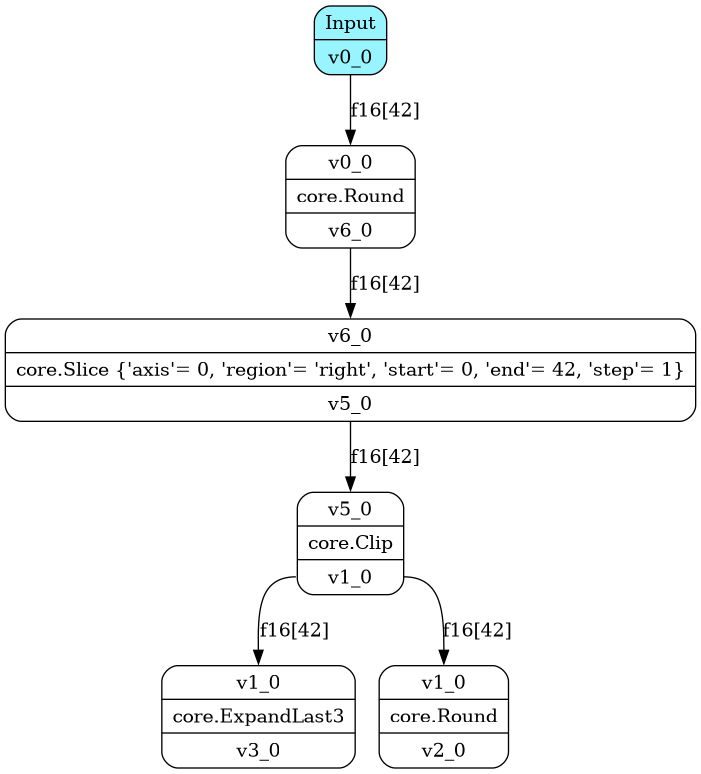 Input
v0_0
f16[42]
v0_0
core.Round
v6_0
f16[42]
v6_0
core.Slice {'axis'= 0, 'region'= 'right', 'start'= 0, 'end'= 42, 'step'= 1}
v5_0
f16[42]
v5_0
core.Clip
v1_0
f16[42]
f16[42]
v1_0
core.ExpandLast3
v3_0
v1_0
core.Round
v2_0